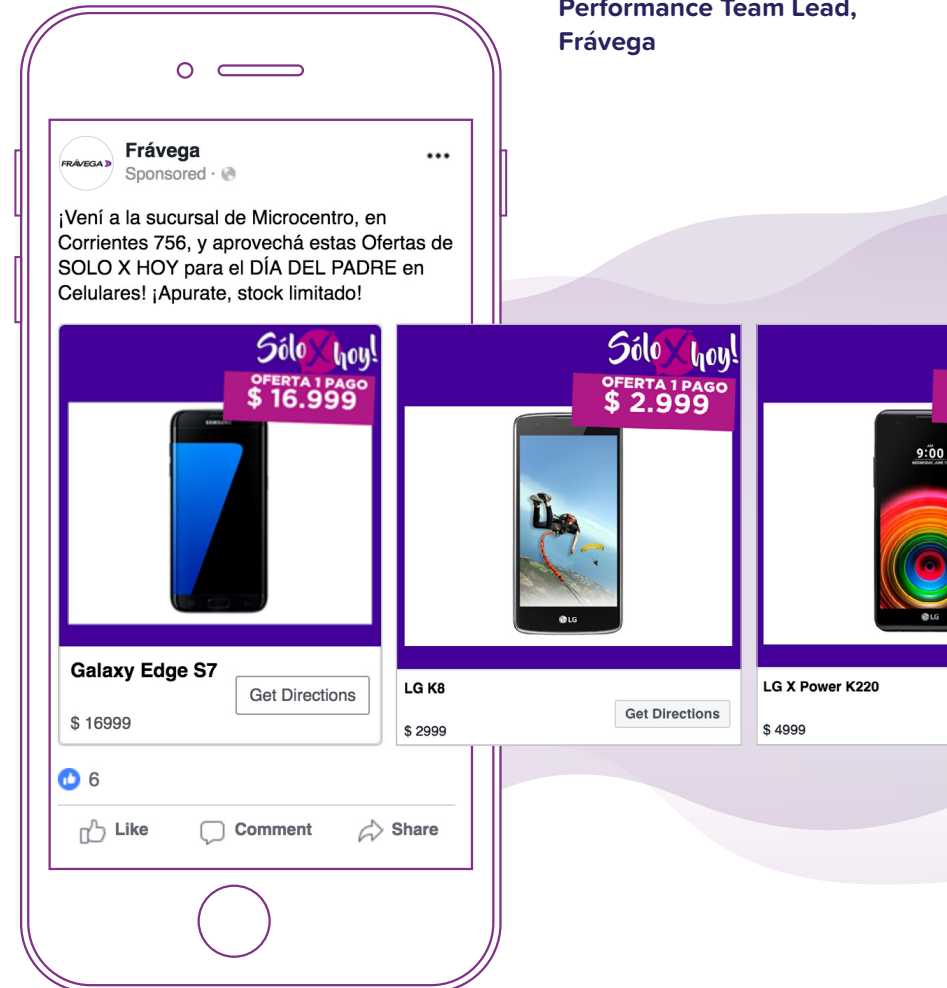 Performance Team Lead,
Frávega
FRÁVEGA
Frávega
Sponsored ·
¡Vení a la sucursal de Microcentro, en
Corrientes 756, y aprovechá estas Ofertas de
SOLO X HOY para el DÍA DEL PADRE en
Celulares! ¡Apurate, stock limitado!
Sólo X hoy!
OFERTA 1 PAGO
$ 16.999
SAMSUNG
Galaxy Edge S7
Get Directions
$ 16999
Sólo X hoy!
OFERTA 1 PAGO
$ 2.999
LG
LG K8
Get Directions
$ 2999
AM
9:00
LG
LG X Power K220
$ 4999
6
Like
Comment
Share